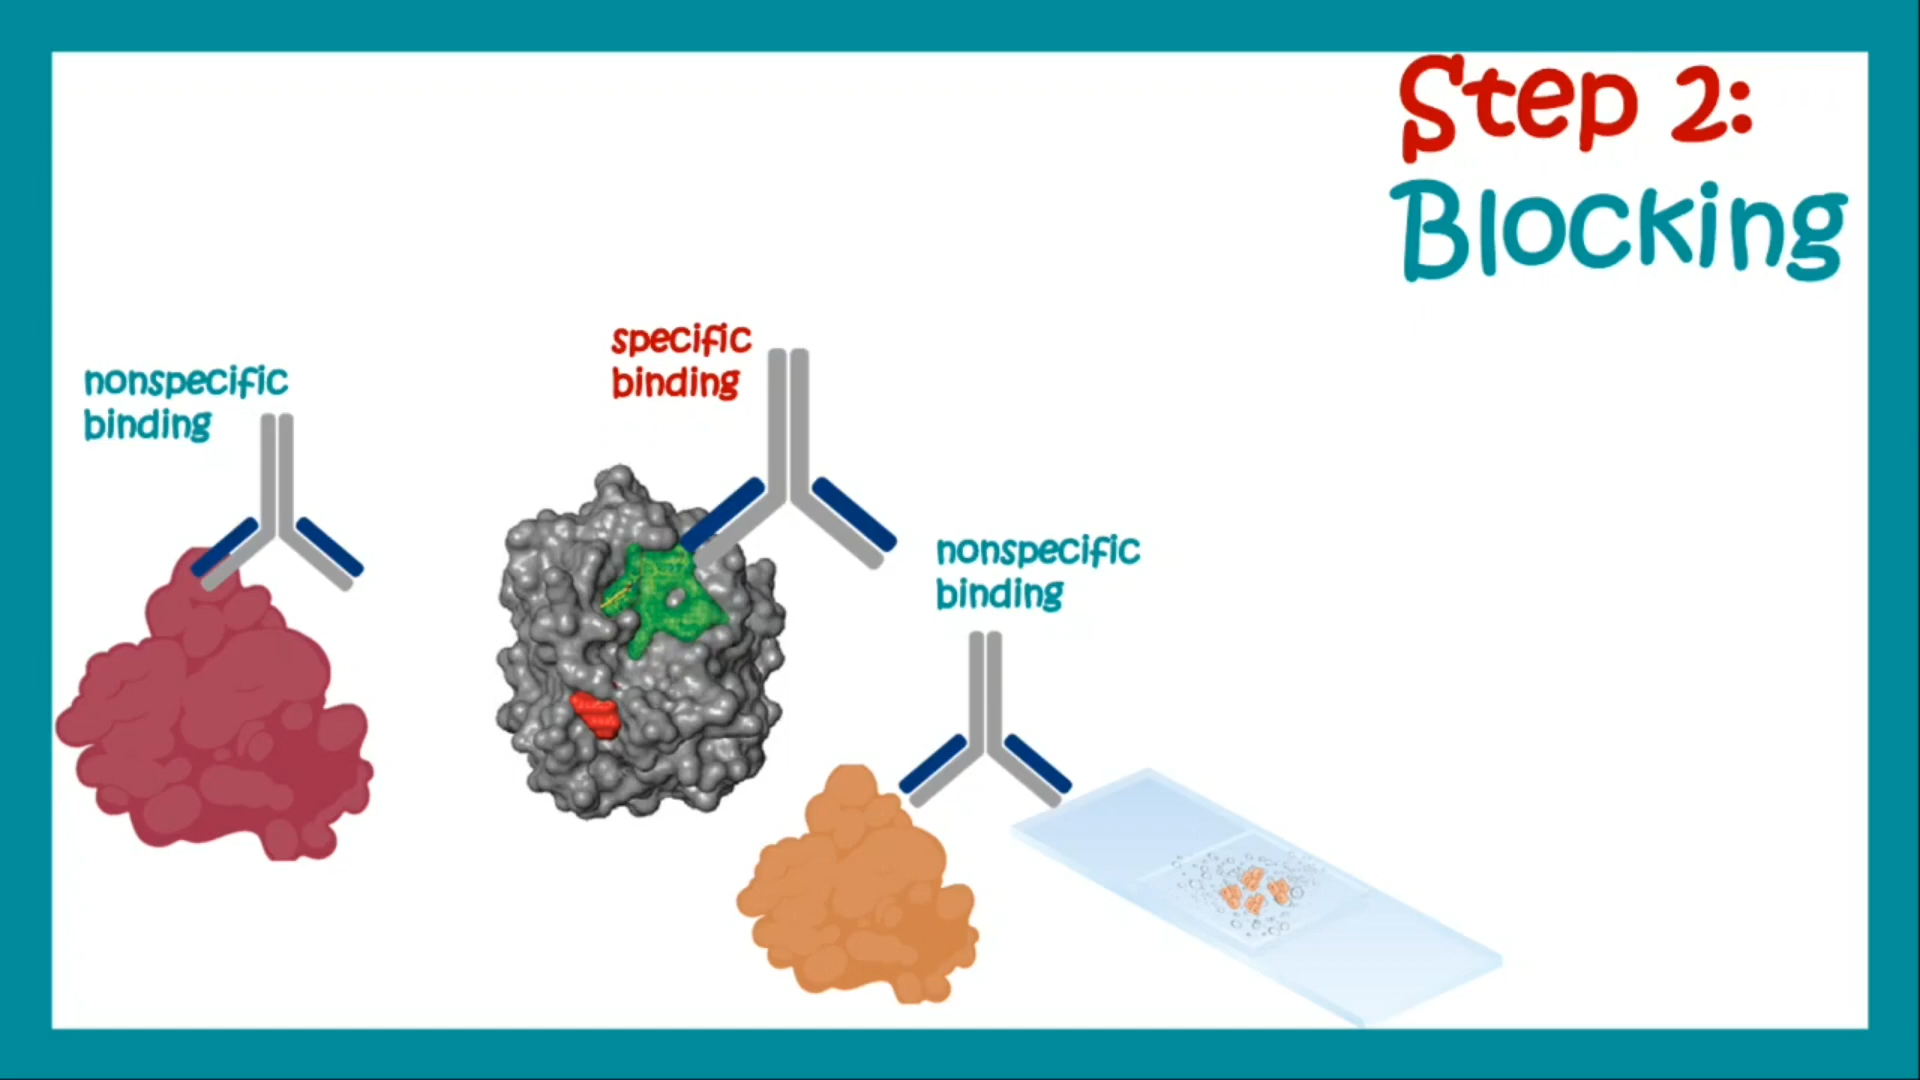 Step 2:
Blocking
nonspecific
binding
specific
binding
nonspecific
binding